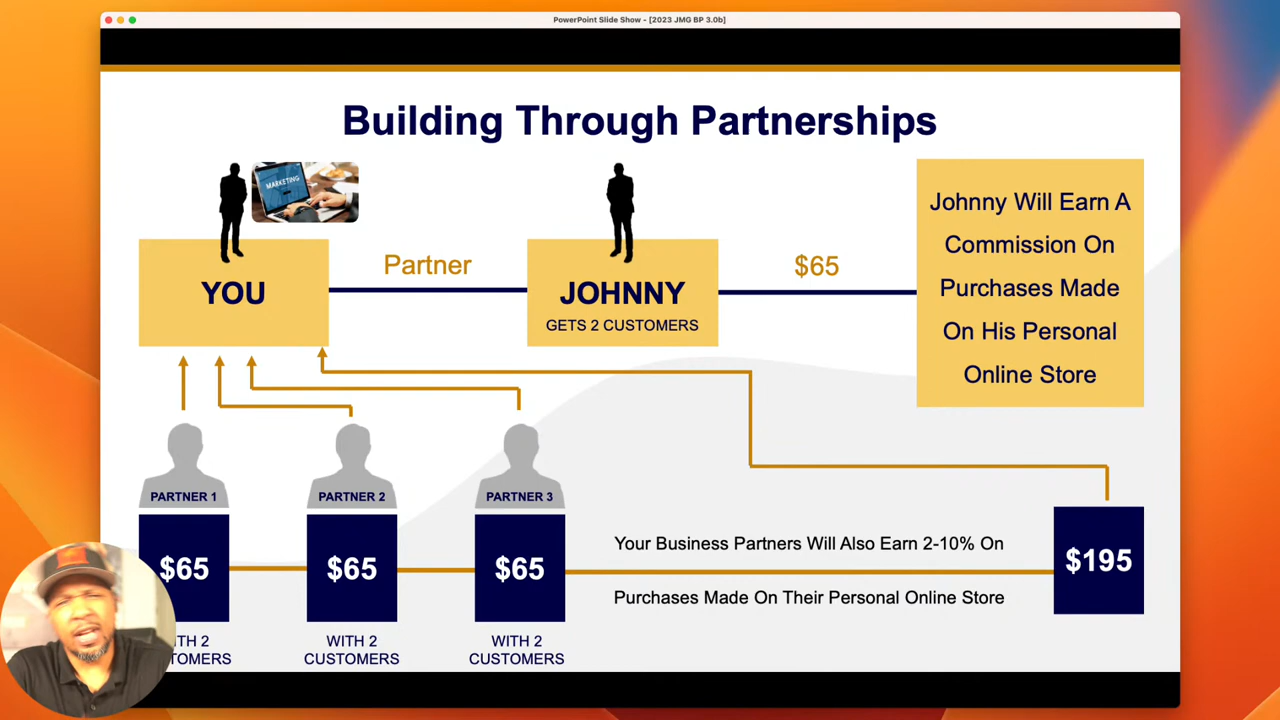 PowerPoint Slide Show - [2023 JMG BP 3.0b]
Building Through Partnerships
MARKETING
YOU
Partner
JOHNNY
GETS 2 CUSTOMERS
$65
Johnny Will Earn A
Commission On
Purchases Made
On His Personal
Online Store
PARTNER 1
PARTNER 2
PARTNER 3
$65
$65
$65
Your Business Partners Will Also Earn 2-10% On
Purchases Made On Their Personal Online Store
$195
TH 2
TOMERS
WITH 2
CUSTOMERS
WITH 2
CUSTOMERS